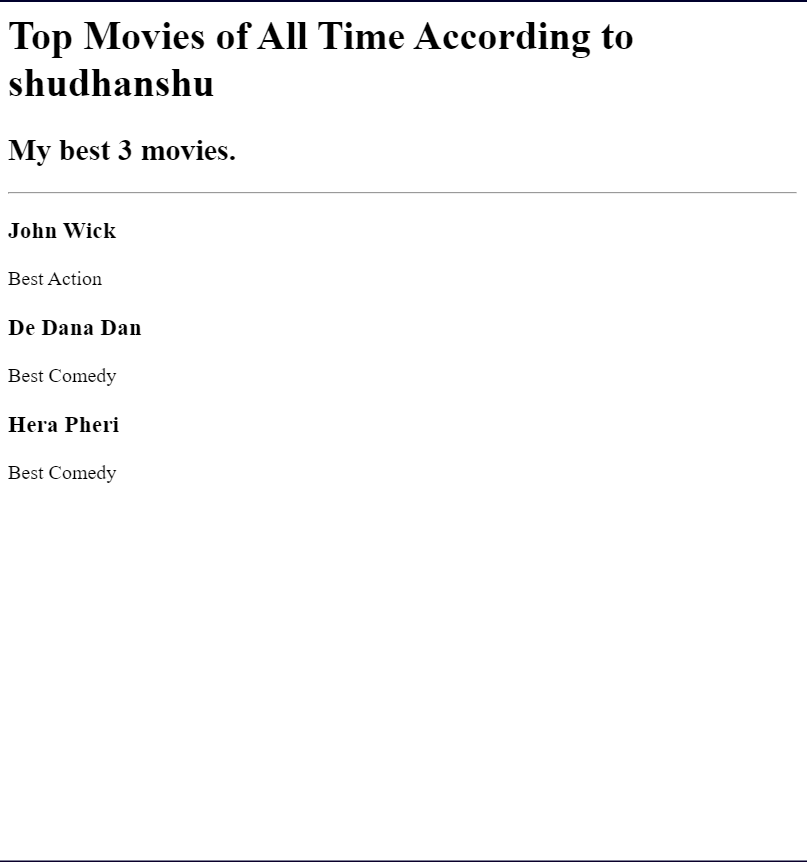 Top Movies of All Time According to
shudhanshu
My best 3 movies.
John Wick
Best Action
De Dana Dan
Best Comedy
Hera Pheri
Best Comedy